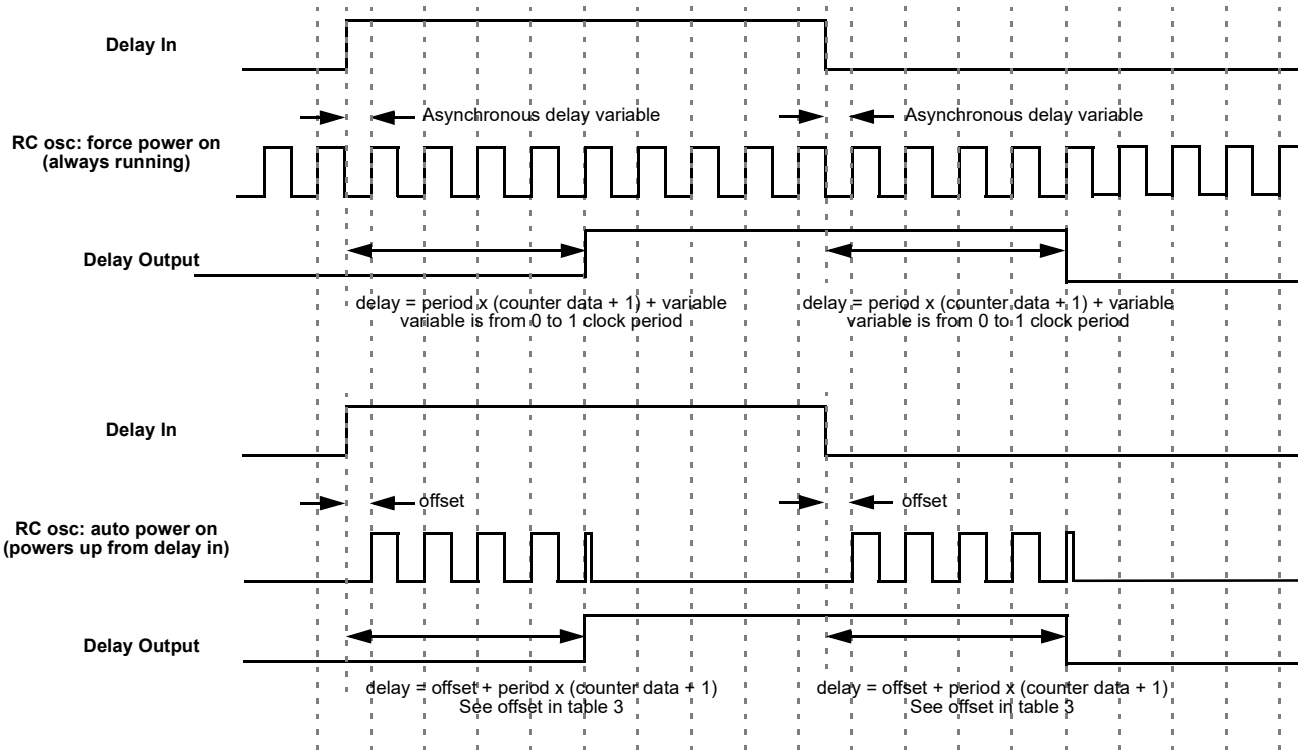 Delay In
Asynchronous delay variable
Asynchronous delay variable
RC osc: force power on
(always running)
Delay Output
delay = period x (counter data + 1) + variable
variable is from 0 to 1 clock period
delay = period x (counter data + 1) + variable
variable is from 0 to 1 clock period
Delay In
offset
offset
RC osc: auto power on
(powers up from delay in)
Delay Output
delay = offset + period x (counter data + 1)
See offset in table 3
delay = offset + period x (counter data + 1)
See offset in table 3